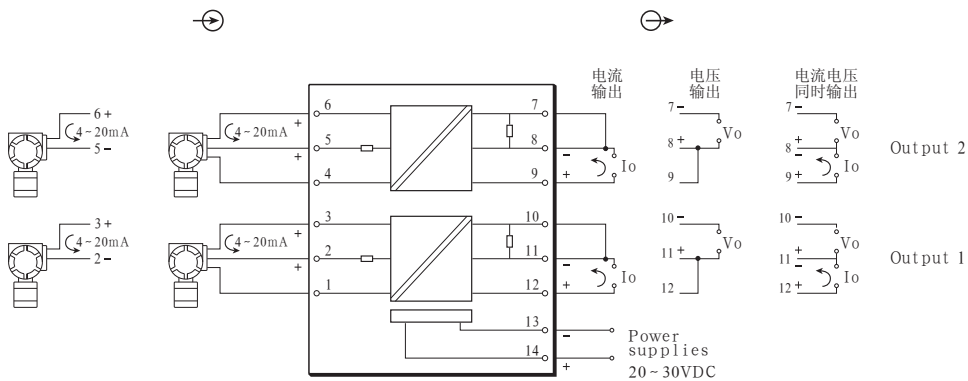 电流
输出
电压
输出
电流电压
同时输出
6 +
4~20mA
5 -
+
4~20mA
+
6
5
4
7
8
9
-
+
Io
7 -
8 +
9
Vo
7 -
+
8
-
9 +
Vo
Io
Output 2
3 +
4~20mA
2 -
+
4~20mA
+
3
2
1
10
11
12
-
+
Io
10 -
11 +
12
Vo
10 -
+
11
-
12 +
Vo
Io
Output 1
13
-
14
+
Power
supplies
20~30VDC